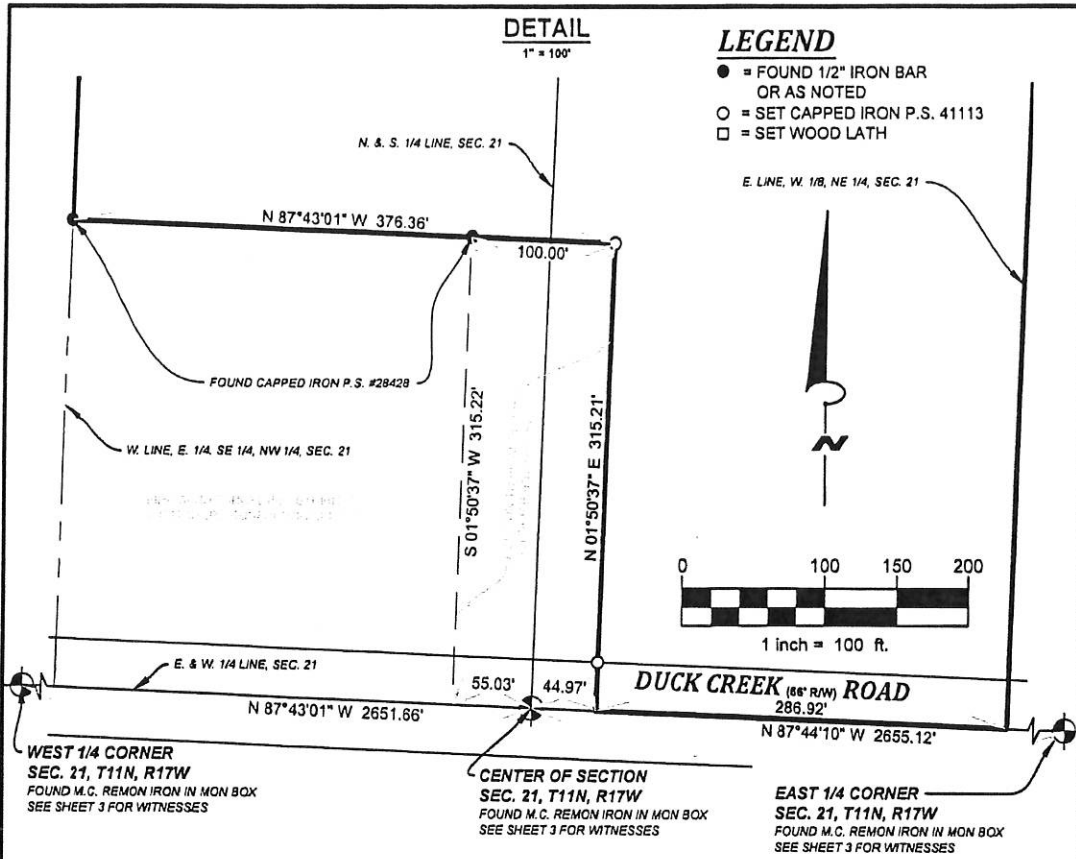 DETAIL
1" = 100'
LEGEND
= FOUND 1/2" IRON BAR
OR AS NOTED
= SET CAPPED IRON P.S. 41113
= SET WOOD LATH
N. & S. 1/4 LINE, SEC. 21
E. LINE, W. 1/8, NE 1/4, SEC. 21
N 87°43'01" W 376.36'
100.00'
FOUND CAPPED IRON P.S. #28428
W. LINE, E. 1/4, SE 1/4, NW 1/4, SEC. 21
S 01°50'37" W 315.22'
N 01°50'37" E 315.21'
N
0 100 150 200
1 inch = 100 ft.
E. & W. 1/4 LINE, SEC. 21
55.03' 44.97'
DUCK CREEK (66' R/W) ROAD
286.92'
N 87°43'01" W 2651.66'
N 87°44'10" W 2655.12'
WEST 1/4 CORNER
SEC. 21, T11N, R17W
FOUND M.C. REMON IRON IN MON BOX
SEE SHEET 3 FOR WITNESSES
CENTER OF SECTION
SEC. 21, T11N, R17W
FOUND M.C. REMON IRON IN MON BOX
SEE SHEET 3 FOR WITNESSES
EAST 1/4 CORNER
SEC. 21, T11N, R17W
FOUND M.C. REMON IRON IN MON BOX
SEE SHEET 3 FOR WITNESSES